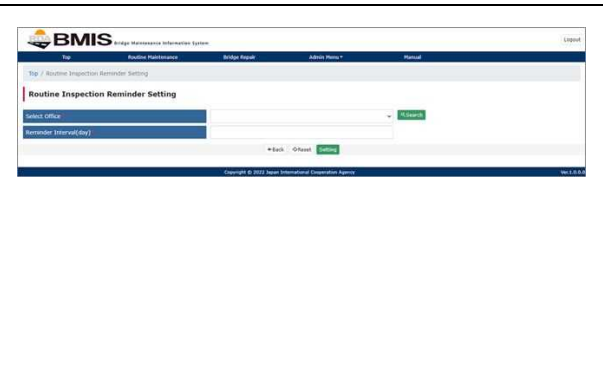 RDA BMIS Bridge Maintenance Information System
Logout
Top Routine Maintenance Bridge Repair Admin Menu Manual
Top / Routine Inspection Reminder Setting
Routine Inspection Reminder Setting
Select Office Search
Reminder Interval(day)
Back Reset Setting
Copyright © 2022 Japan International Cooperation Agency Ver.1.0.0.0